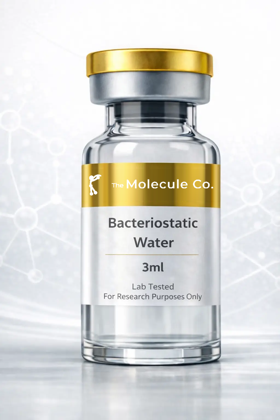 The Molecule Co.
Bacteriostatic
Water
3ml
Lab Tested
For Research Purposes Only